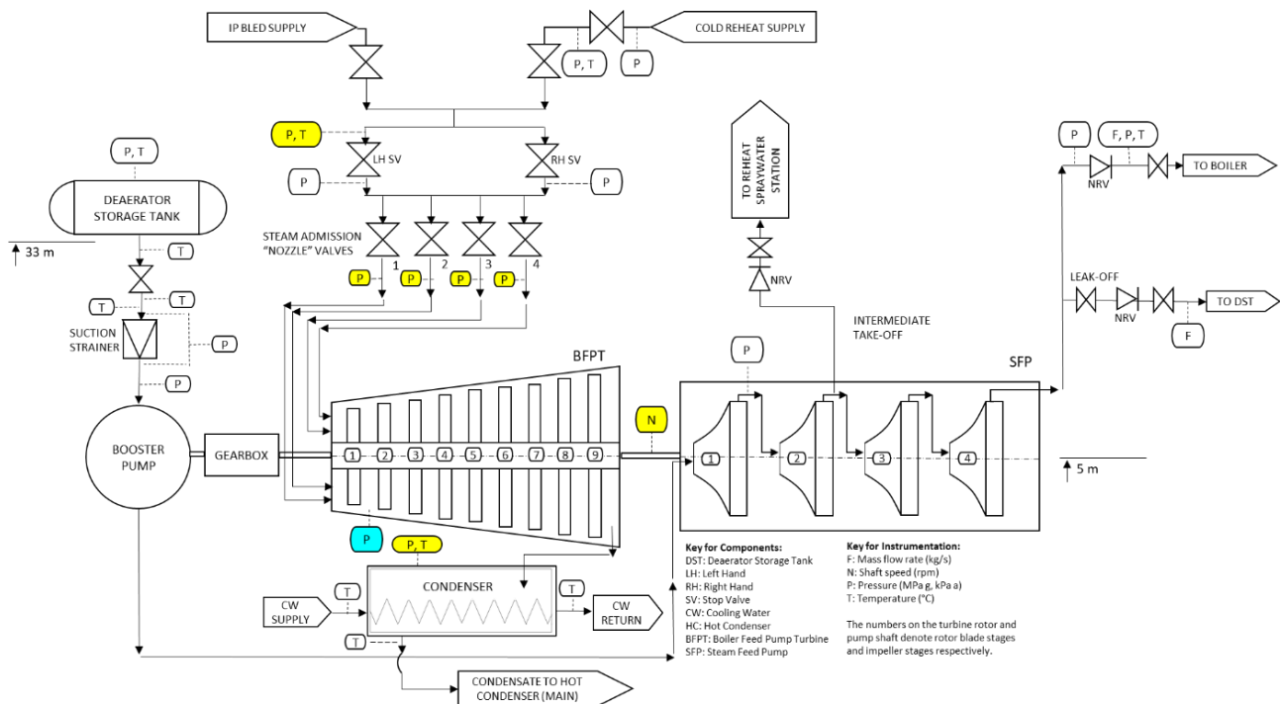 IP BLED SUPPLY
COLD REHEAT SUPPLY
P, T
P
P, T
LH SV
RH SV
P
P
P, T
DEAERATOR
STORAGE TANK
33 m
T
T
T
SUCTION
STRAINER
P
P
STEAM ADMISSION
"NOZZLE" VALVES
1
2
3
4
P
P
P
P
TO REHEAT
SPRAYWATER
STATION
NRV
INTERMEDIATE
TAKE-OFF
P
F, P, T
NRV
TO BOILER
LEAK-OFF
NRV
TO DST
F
BOOSTER
PUMP
GEARBOX
BFPT
1
2
3
4
5
6
7
8
9
N
SFP
P
1
2
3
4
5 m
P
P, T
CONDENSER
CW
SUPPLY
T
T
CW
RETURN
T
CONDENSATE TO HOT
CONDENSER (MAIN)
Key for Components:
DST: Deaerator Storage Tank
LH: Left Hand
RH: Right Hand
SV: Stop Valve
CW: Cooling Water
HC: Hot Condenser
BFPT: Boiler Feed Pump Turbine
SFP: Steam Feed Pump
Key for Instrumentation:
F: Mass flow rate (kg/s)
N: Shaft speed (rpm)
P: Pressure (MPa g, kPa a)
T: Temperature (°C)
The numbers on the turbine rotor and
pump shaft denote rotor blade stages
and impeller stages respectively.